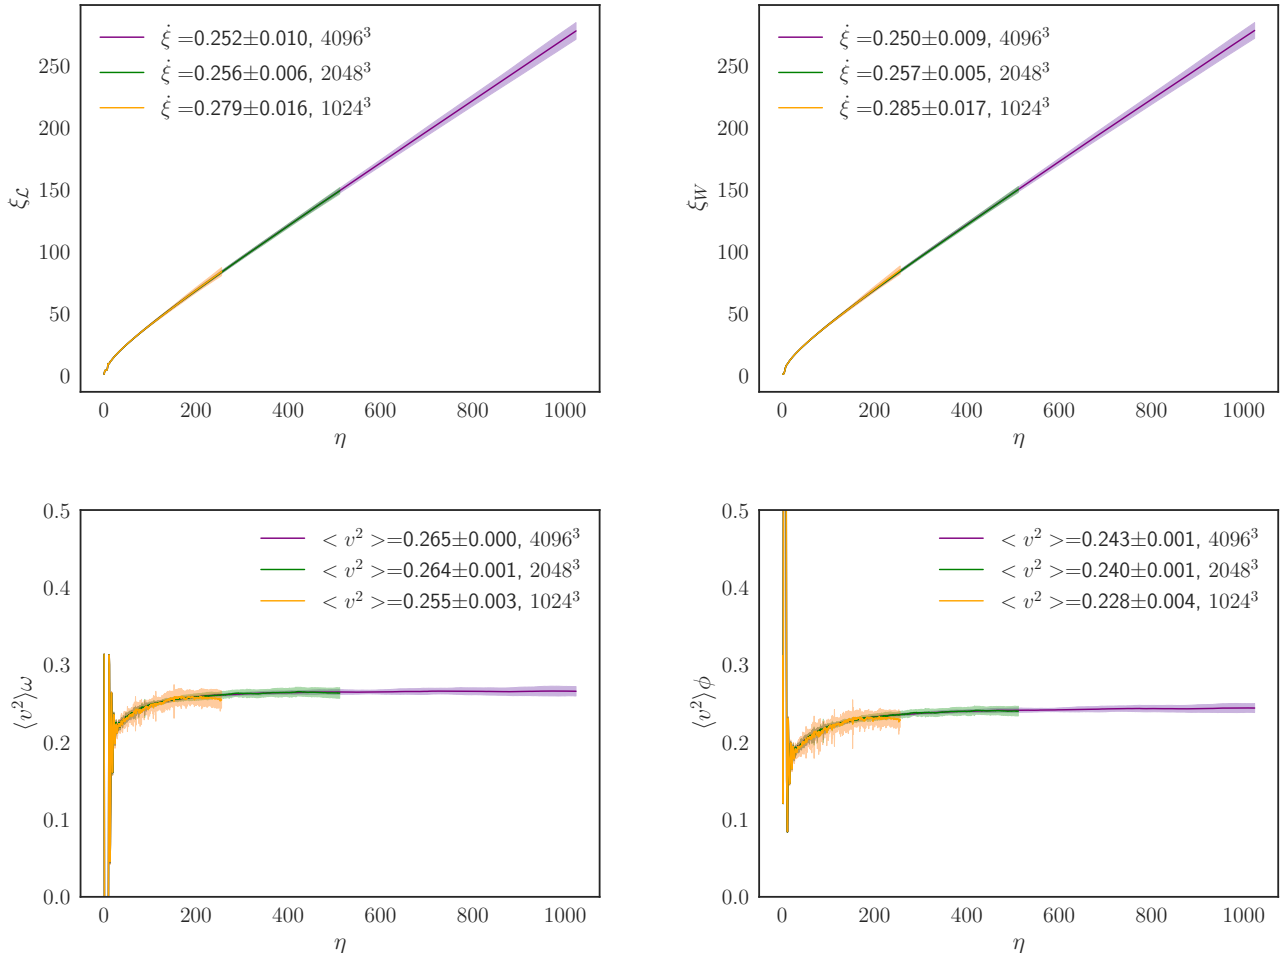 ξ̇ =0.252±0.010, 4096³
ξ̇ =0.256±0.006, 2048³
ξ̇ =0.279±0.016, 1024³
250
200
150
100
50
0
ξ_ℒ
0 200 400 600 800 1000
η
ξ̇ =0.250±0.009, 4096³
ξ̇ =0.257±0.005, 2048³
ξ̇ =0.285±0.017, 1024³
250
200
150
100
50
0
ξ_W
0 200 400 600 800 1000
η
< v² >=0.265±0.000, 4096³
< v² >=0.264±0.001, 2048³
< v² >=0.255±0.003, 1024³
0.5
0.4
0.3
0.2
0.1
0.0
⟨v²⟩ω
0 200 400 600 800 1000
η
< v² >=0.243±0.001, 4096³
< v² >=0.240±0.001, 2048³
< v² >=0.228±0.004, 1024³
0.5
0.4
0.3
0.2
0.1
0.0
⟨v²⟩ϕ
0 200 400 600 800 1000
η